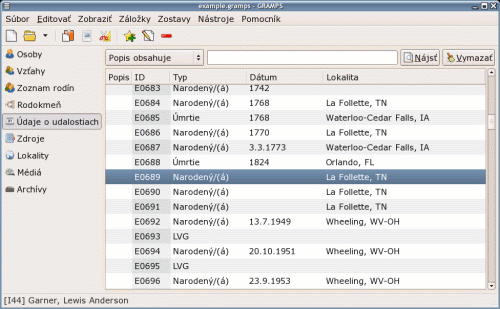 example.gramps - GRAMPS
Súbor Editovať Zobraziť Záložky Zostavy Nástroje Pomocník
Osoby
Vzťahy
Zoznam rodín
Rodokmeň
Údaje o udalostiach
Zdroje
Lokality
Médiá
Archívy
Popis obsahuje Nájsť Vymazať
Popis ID Typ Dátum Lokalita
E0683 Narodený/(á) 1742
E0684 Narodený/(á) 1768 La Follette, TN
E0685 Úmrtie 1768 Waterloo-Cedar Falls, IA
E0686 Narodený/(á) 1770 La Follette, TN
E0687 Narodený/(á) 3.3.1773 Waterloo-Cedar Falls, IA
E0688 Úmrtie 1824 Orlando, FL
E0689 Narodený/(á) La Follette, TN
E0690 Narodený/(á) La Follette, TN
E0691 Narodený/(á) La Follette, TN
E0692 Narodený/(á) 13.7.1949 Wheeling, WV-OH
E0693 LVG
E0694 Narodený/(á) 20.10.1951 Wheeling, WV-OH
E0695 LVG
E0696 Narodený/(á) 23.9.1953 Wheeling, WV-OH
[I44] Garner, Lewis Anderson